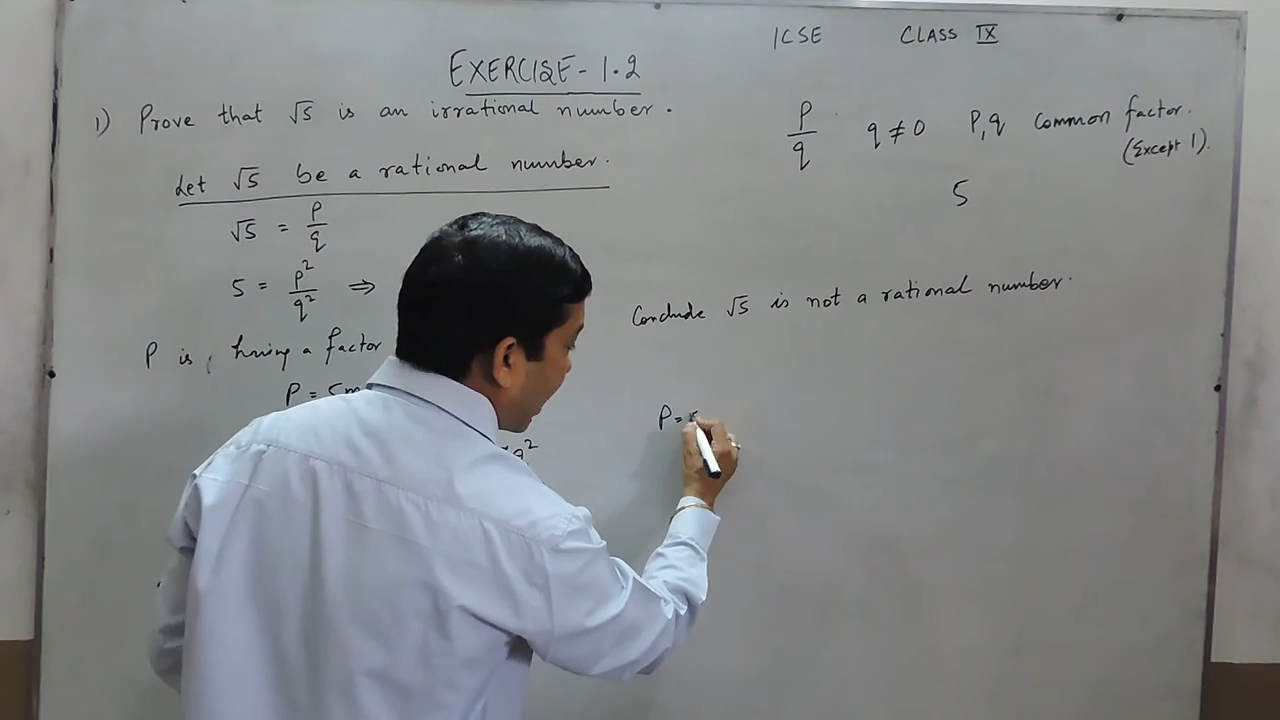 ICSE CLASS IX
EXERCISE - 1.2
1) Prove that √5 is an irrational number.
P/q q ≠ 0 P,q common factor.
(Except 1).
Let √5 be a rational number.
5
√5 = P/q
5 = P²/q² ⇒
Conclude √5 is not a rational number.
P is, having a factor
P = 5m
P =
q²